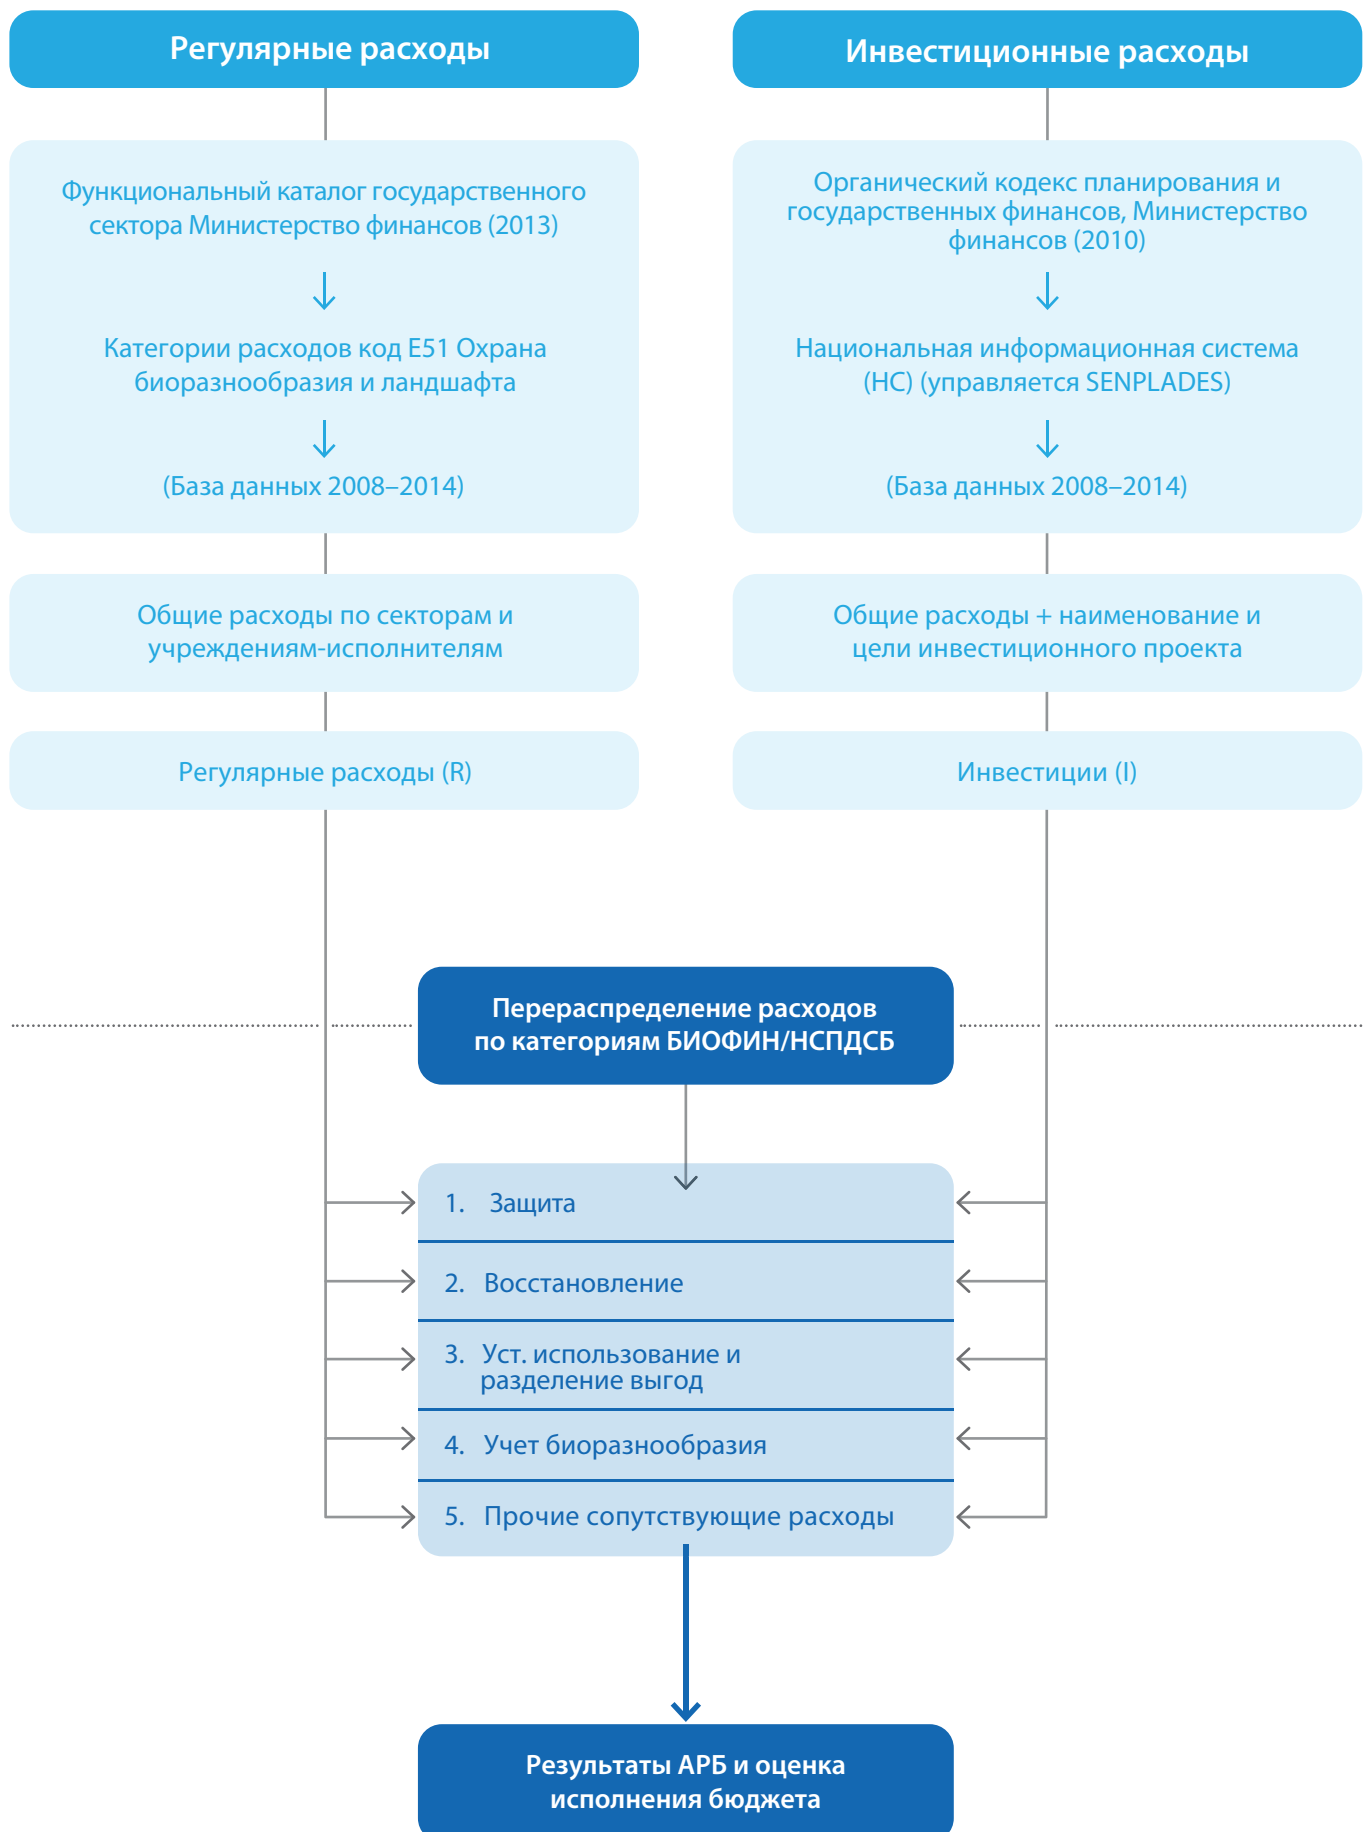 Регулярные расходы
Функциональный каталог государственного
сектора Министерство финансов (2013)
Категории расходов код E51 Охрана
биоразнообразия и ландшафта
(База данных 2008–2014)
Общие расходы по секторам и
учреждениям-исполнителям
Регулярные расходы (R)
Инвестиционные расходы
Органический кодекс планирования и
государственных финансов, Министерство
финансов (2010)
Национальная информационная система
(НС) (управляется SENPLADES)
(База данных 2008–2014)
Общие расходы + наименование и
цели инвестиционного проекта
Инвестиции (I)
Перераспределение расходов
по категориям БИОФИН/НСПДСБ
1. Защита
2. Восстановление
3. Уст. использование и
разделение выгод
4. Учет биоразнообразия
5. Прочие сопутствующие расходы
Результаты АРБ и оценка
исполнения бюджета